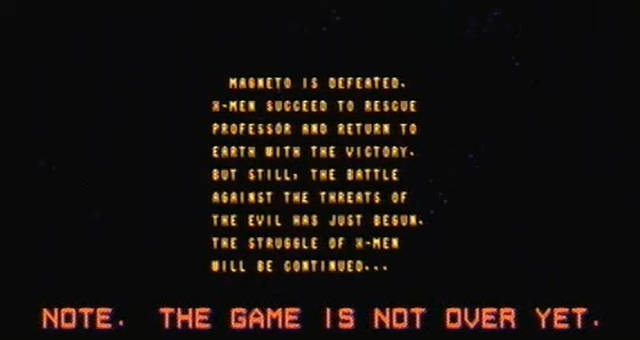 MAGNETO IS DEFEATED.
X-MEN SUCCEED TO RESCUE
PROFESSOR AND RETURN TO
EARTH WITH THE VICTORY.
BUT STILL, THE BATTLE
AGAINST THE THREATS OF
THE EVIL HAS JUST BEGUN.
THE STRUGGLE OF X-MEN
WILL BE CONTINUED...
NOTE. THE GAME IS NOT OVER YET.